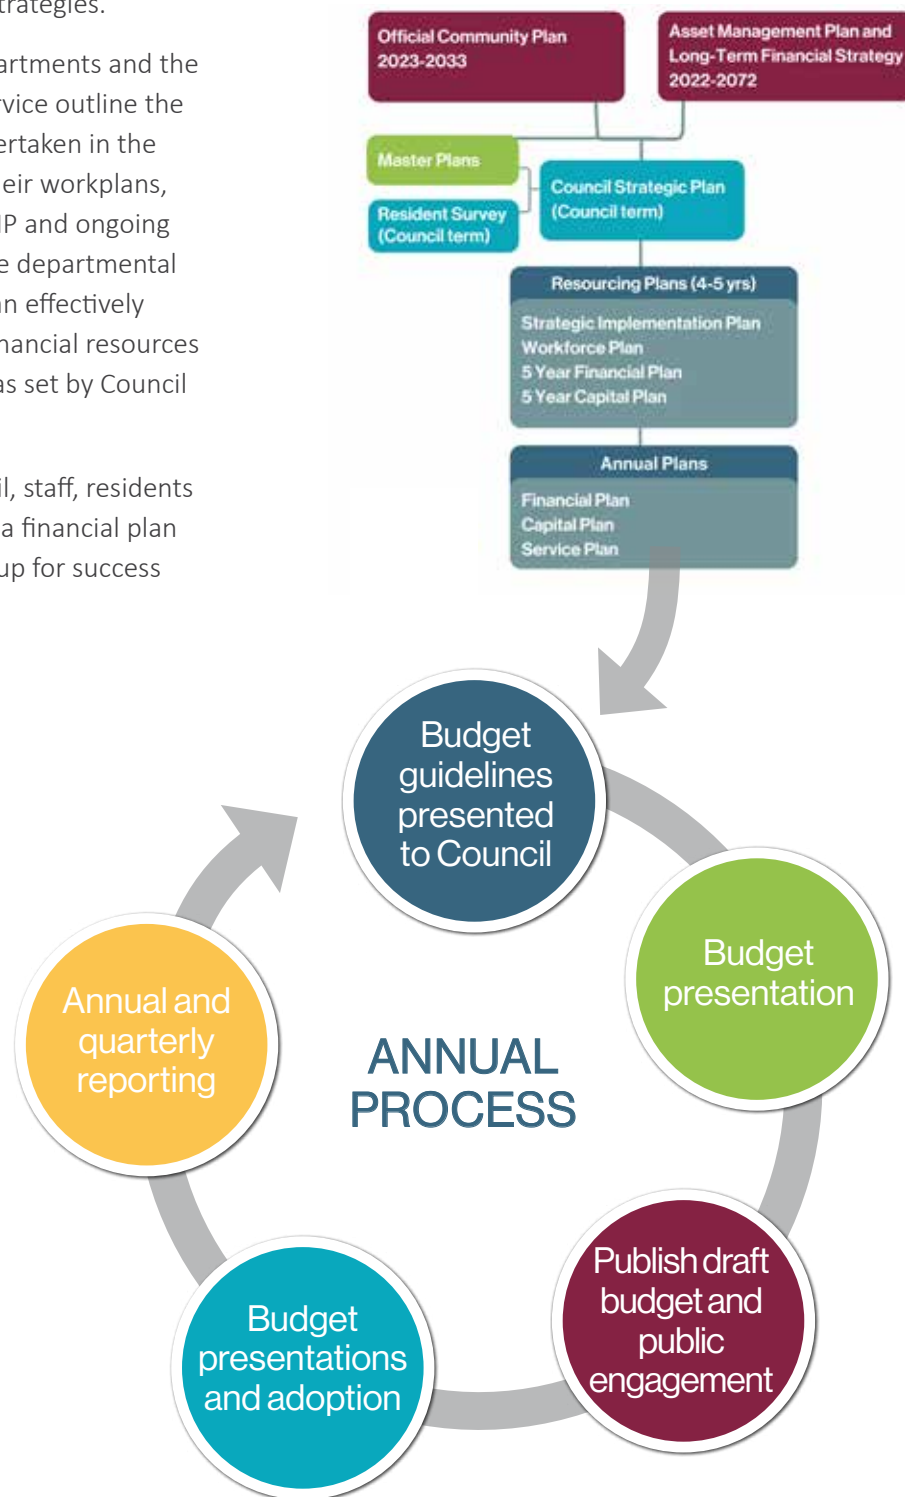 trategies.
artments and the
rvice outline the
ertaken in the
heir workplans,
IP and ongoing
e departmental
an effectively
nancial resources
as set by Council
il, staff, residents
a financial plan
up for success
Official Community Plan
2023-2033
Asset Management Plan and
Long-Term Financial Strategy
2022-2072
Master Plans
Resident Survey
(Council term)
Council Strategic Plan
(Council term)
Resourcing Plans (4-5 yrs)
Strategic Implementation Plan
Workforce Plan
5 Year Financial Plan
5 Year Capital Plan
Annual Plans
Financial Plan
Capital Plan
Service Plan
Budget
guidelines
presented
to Council
Budget
presentation
Publish draft
budget and
public
engagement
Budget
presentations
and adoption
Annual and
quarterly
reporting
ANNUAL
PROCESS